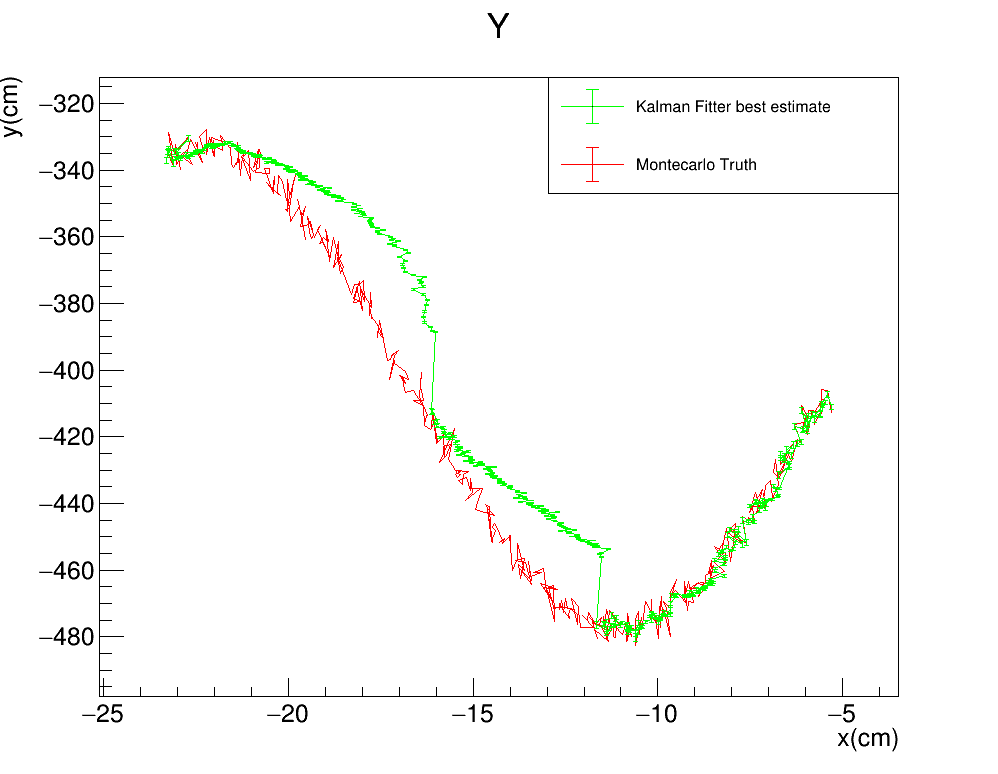 Y
y(cm)
Kalman Fitter best estimate
Montecarlo Truth
−320
−340
−360
−380
−400
−420
−440
−460
−480
−25 −20 −15 −10 −5
x(cm)